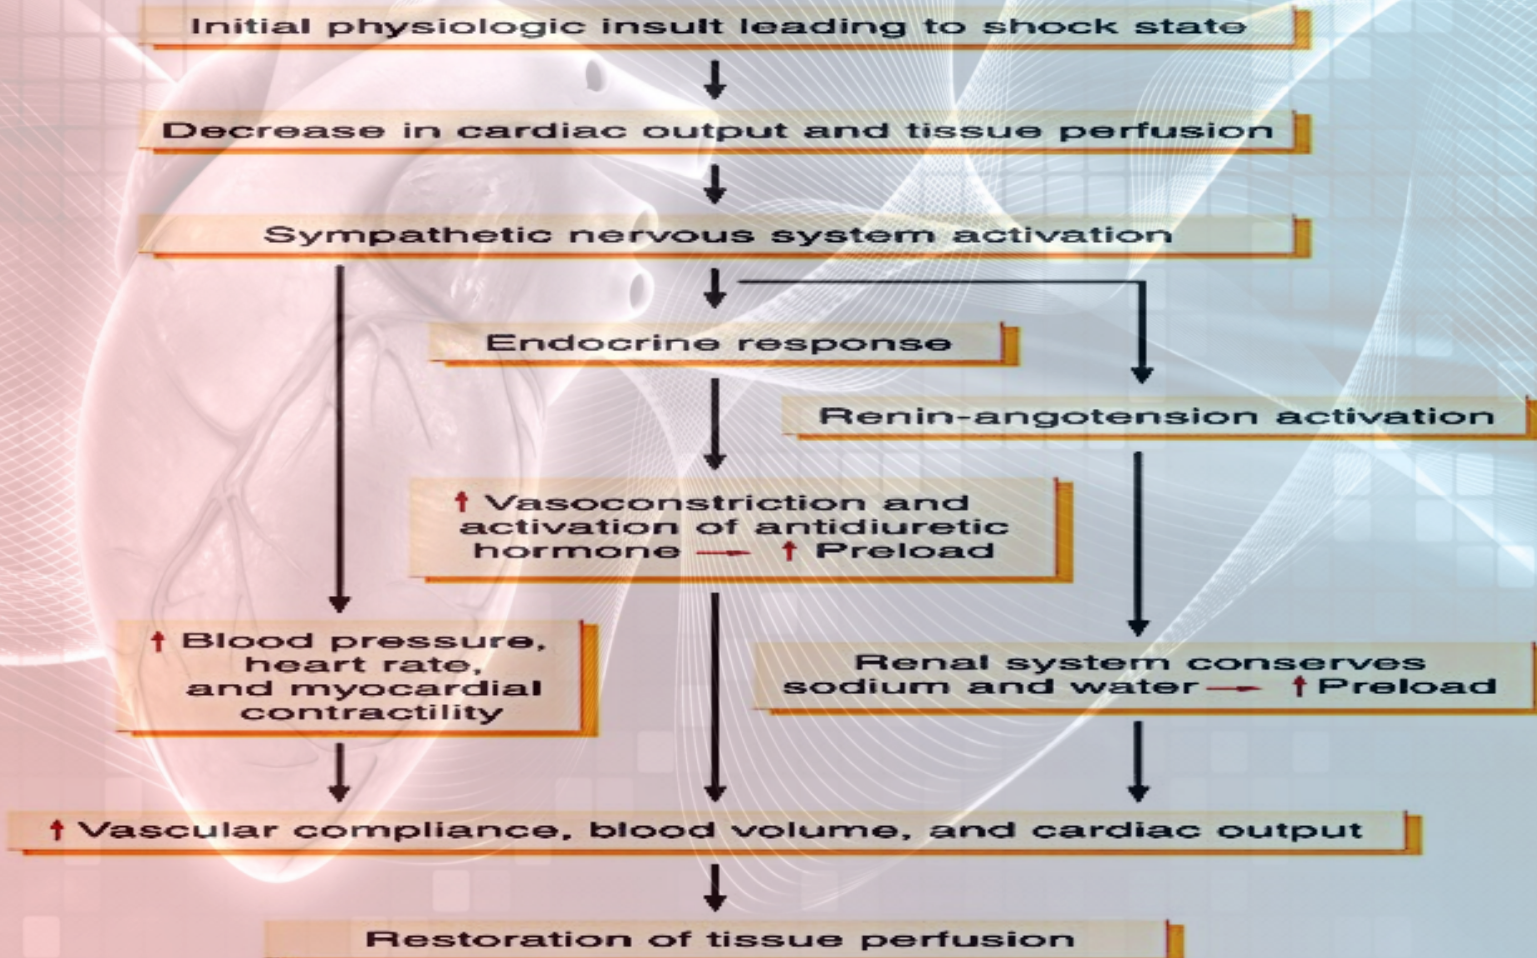 Initial physiologic insult leading to shock state
Decrease in cardiac output and tissue perfusion
Sympathetic nervous system activation
Endocrine response
Renin-angotension activation
↑ Vasoconstriction and
activation of antidiuretic
hormone → ↑ Preload
↑ Blood pressure,
heart rate,
and myocardial
contractility
Renal system conserves
sodium and water → ↑ Preload
↑ Vascular compliance, blood volume, and cardiac output
Restoration of tissue perfusion